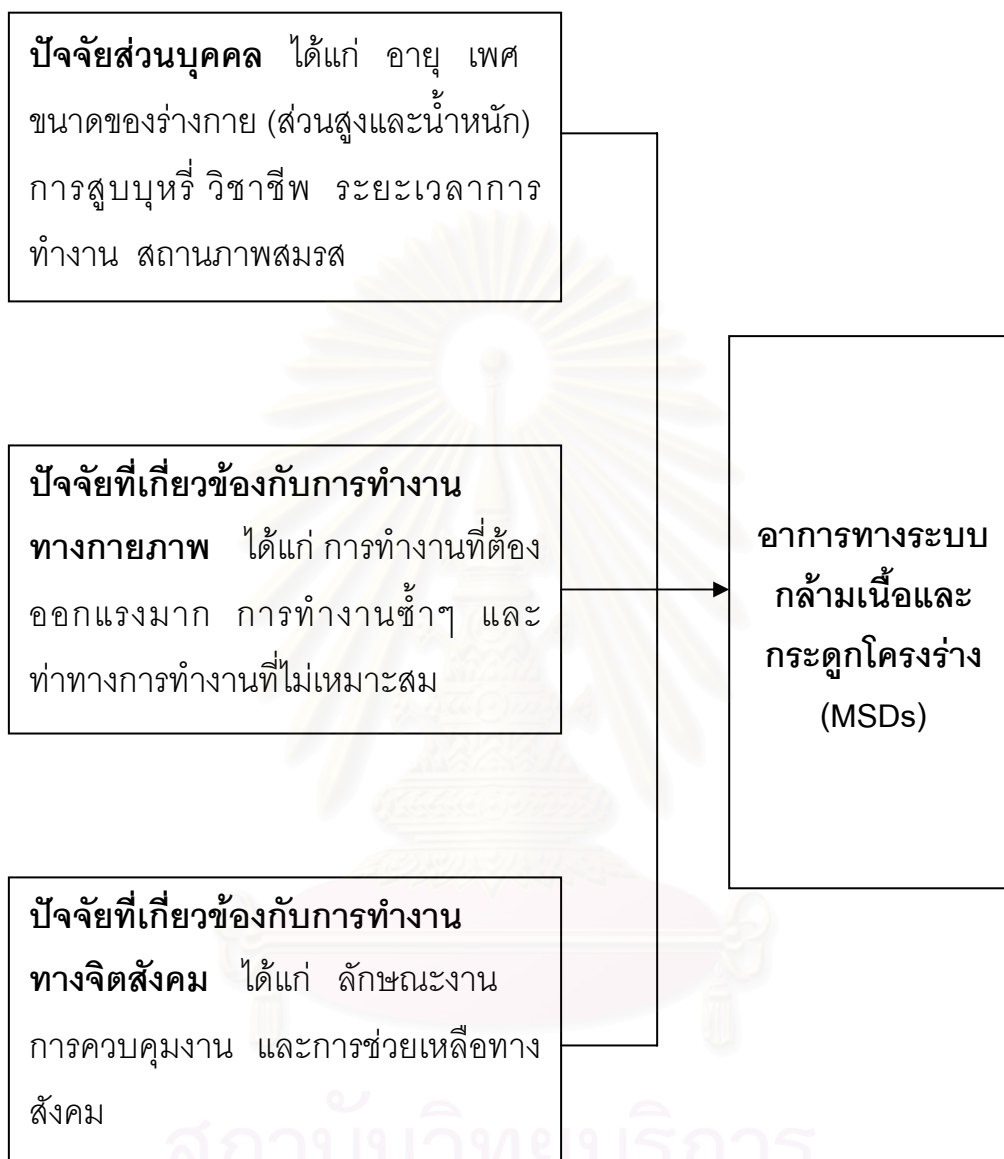 ปัจจัยส่วนบุคคล ได้แก่ อายุ เพศ
ขนาดของร่างกาย (ส่วนสูงและน้ำหนัก)
การสูบบุหรี่ วิชาชีพ ระยะเวลาการ
ทำงาน สถานภาพสมรส
ปัจจัยที่เกี่ยวข้องกับการทำงาน
ทางกายภาพ ได้แก่ การทำงานที่ต้อง
ออกแรงมาก การทำงานซ้ำๆ และ
ท่าทางการทำงานที่ไม่เหมาะสม
ปัจจัยที่เกี่ยวข้องกับการทำงาน
ทางจิตสังคม ได้แก่ ลักษณะงาน
การควบคุมงาน และการช่วยเหลือทาง
สังคม
อาการทางระบบ
กล้ามเนื้อและ
กระดูกโครงร่าง
(MSDs)
สถาบันวิทยบริการ